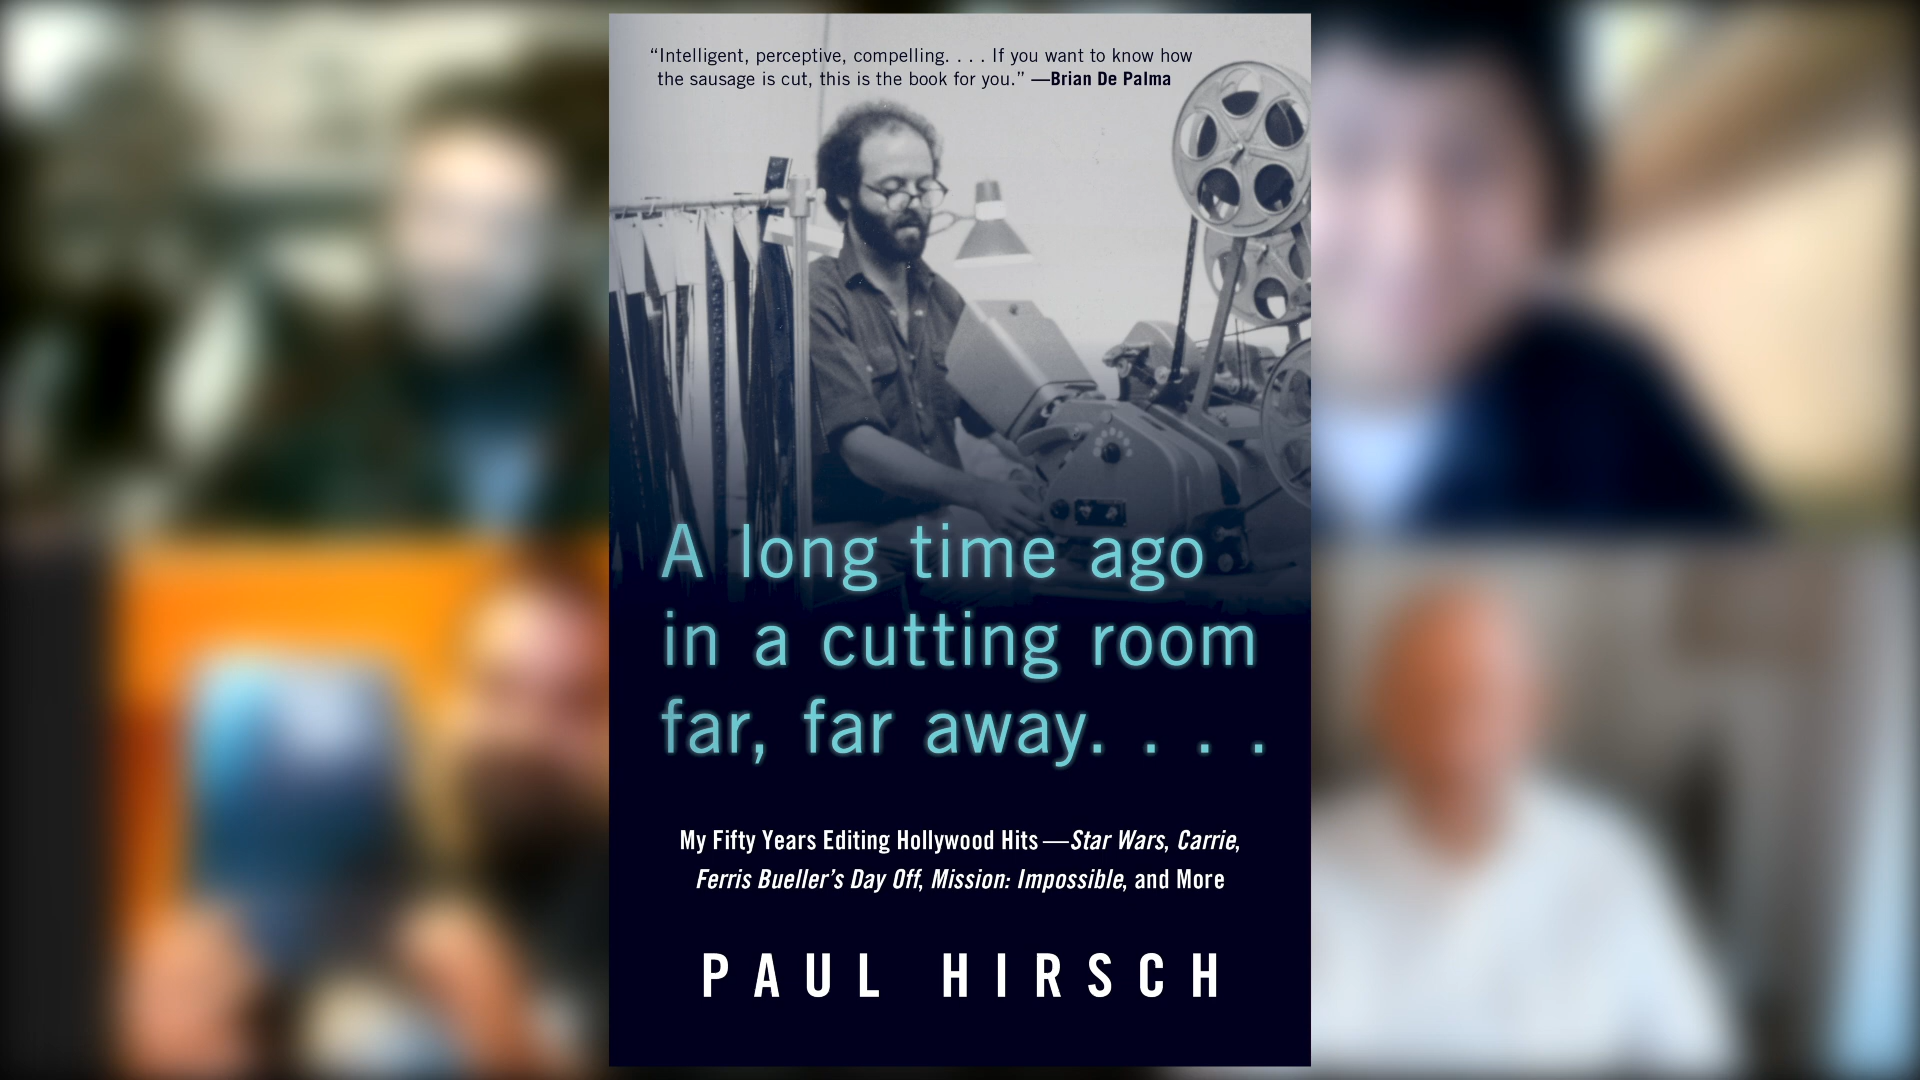 “Intelligent, perceptive, compelling. . . . If you want to know how
the sausage is cut, this is the book for you.” —Brian De Palma
A long time ago
in a cutting room
far, far away. . . .
My Fifty Years Editing Hollywood Hits—Star Wars, Carrie,
Ferris Bueller’s Day Off, Mission: Impossible, and More
PAUL HIRSCH